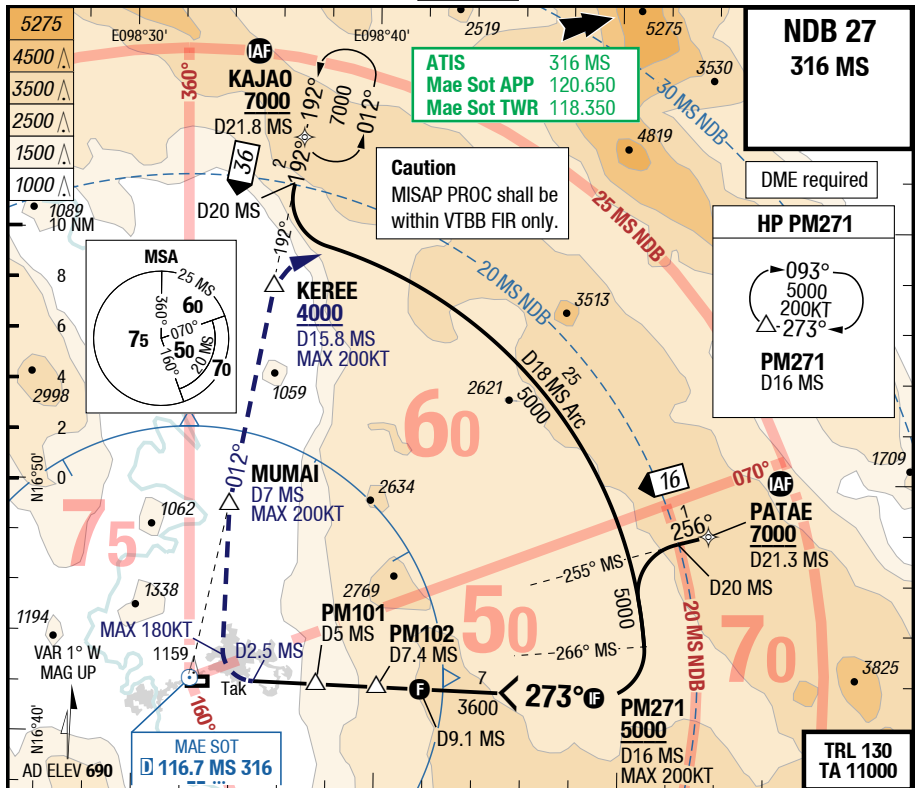 5275
4500
3500
2500
1500
1000
1089
10 NM
8
6
4
2
0
E098°30'
E098°40'
2519
5275
3530
4819
30 MS NDB
NDB 27
316 MS
IAF
KAJAO
7000
D21.8 MS
360°
192°
7000
012°
2
192°
36
D20 MS
-192°-
ATIS 316 MS
Mae Sot APP 120.650
Mae Sot TWR 118.350
Caution
MISAP PROC shall be
within VTBB FIR only.
DME required
25 MS NDB
HP PM271
093°
5000
200KT
273°
PM271
D16 MS
MSA
25 MS
360°
60
75
070°
50
20 MS
160°
70
KEREE
4000
D15.8 MS
MAX 200KT
20 MS NDB
3513
D18 MS Arc
25
5000
2621
1059
2998
60
N16°50'
012°
MUMAI
D7 MS
MAX 200KT
2634
1062
75
16
070°
1709
IAF
PATAE
7000
D21.3 MS
1
256°
D20 MS
-255° MS
2769
50
5000
1338
1194
MAX 180KT
PM101
D5 MS
PM102
D7.4 MS
20 MS NDB
70
-266° MS
VAR 1° W
MAG UP
1159
D2.5 MS
Tak
F
7
3600
273°
IF
3825
160°
D9.1 MS
PM271
5000
D16 MS
MAX 200KT
N16°40'
AD ELEV 690
MAE SOT
D 116.7 MS 316
TRL 130
TA 11000